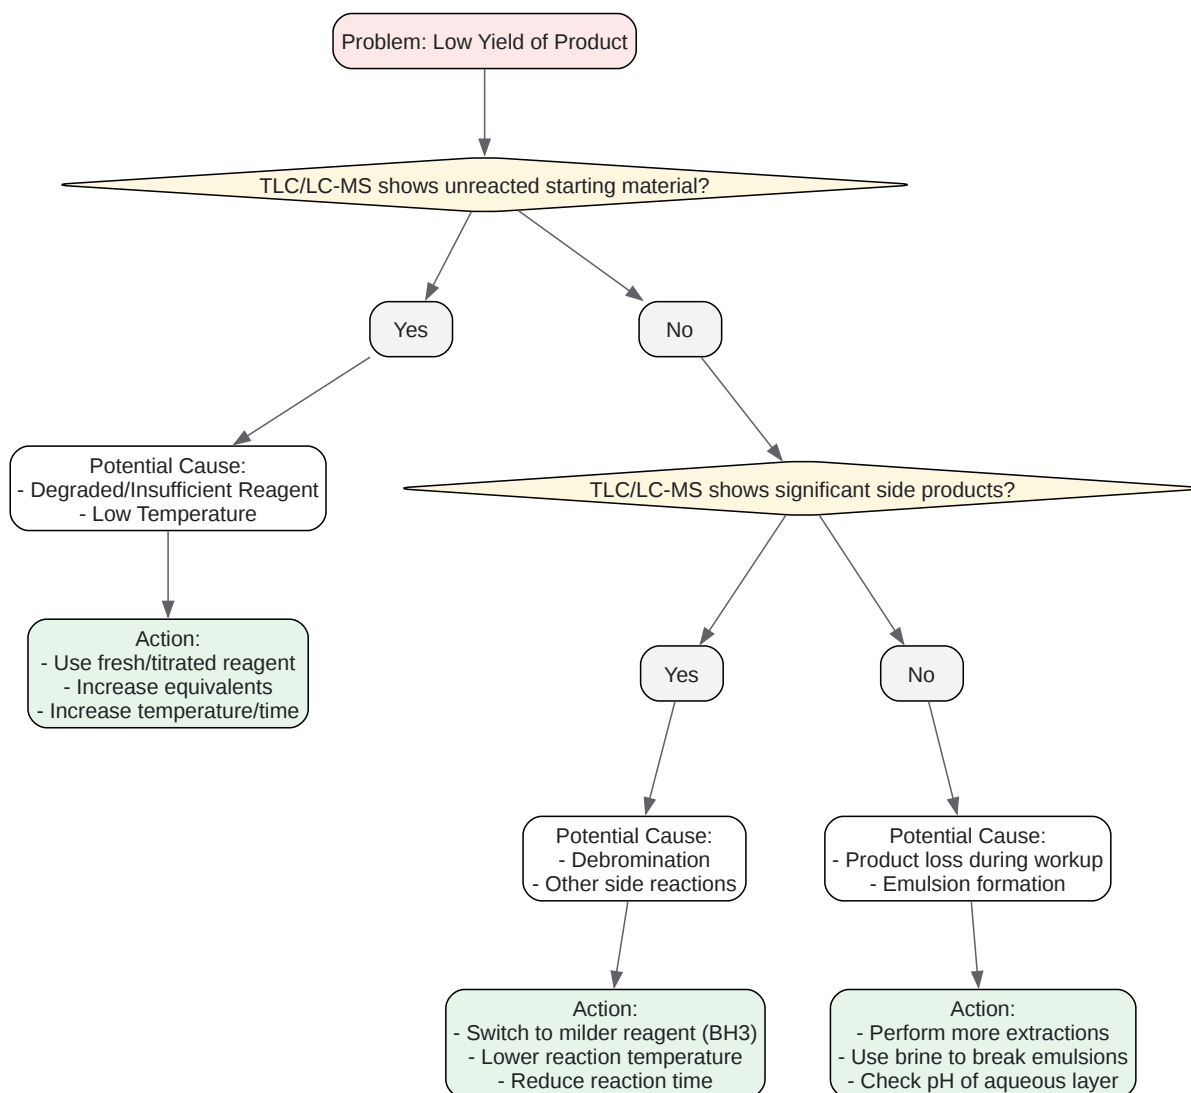 Problem: Low Yield of Product
TLC/LC-MS shows unreacted starting material?
Yes
No
Potential Cause:
- Degraded/Insufficient Reagent
- Low Temperature
TLC/LC-MS shows significant side products?
Action:
- Use fresh/titrated reagent
- Increase equivalents
- Increase temperature/time
Yes
No
Potential Cause:
- Debromination
- Other side reactions
Potential Cause:
- Product loss during workup
- Emulsion formation
Action:
- Switch to milder reagent (BH3)
- Lower reaction temperature
- Reduce reaction time
Action:
- Perform more extractions
- Use brine to break emulsions
- Check pH of aqueous layer